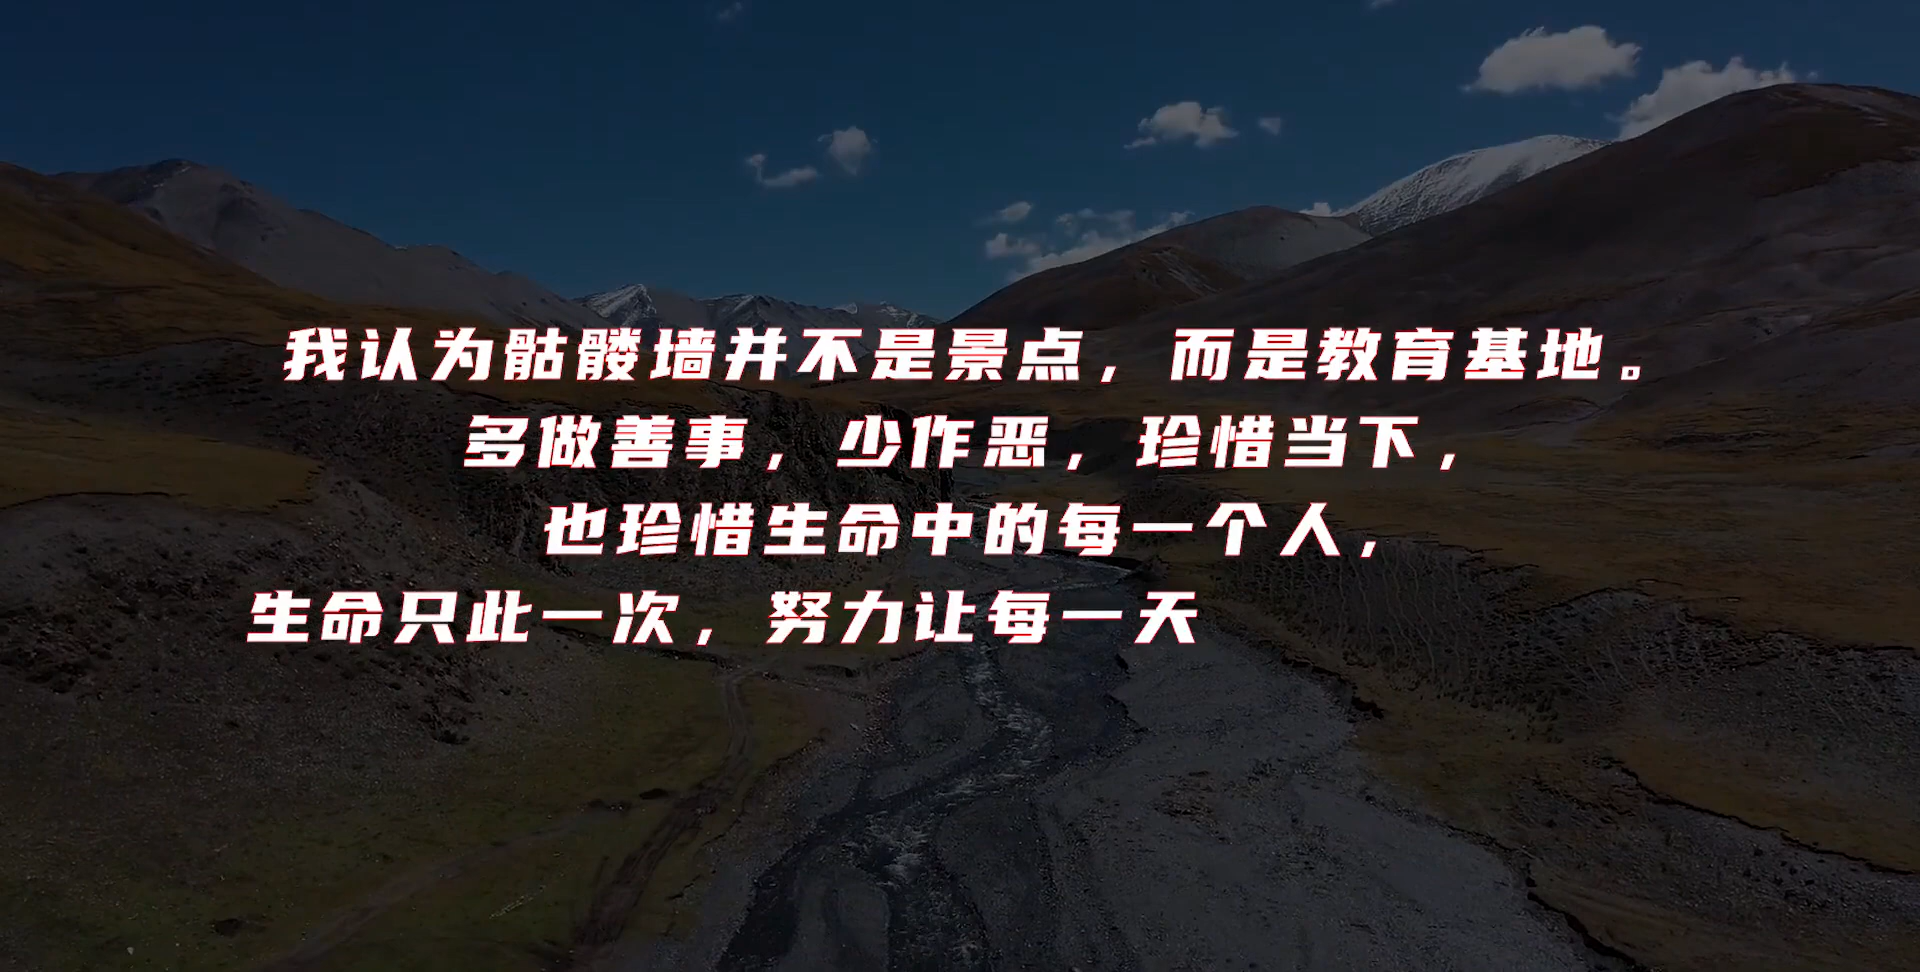 我认为骷髅墙并不是景点，而是教育基地。
多做善事，少作恶，珍惜当下，
也珍惜生命中的每一个人，
生命只此一次，努力让每一天